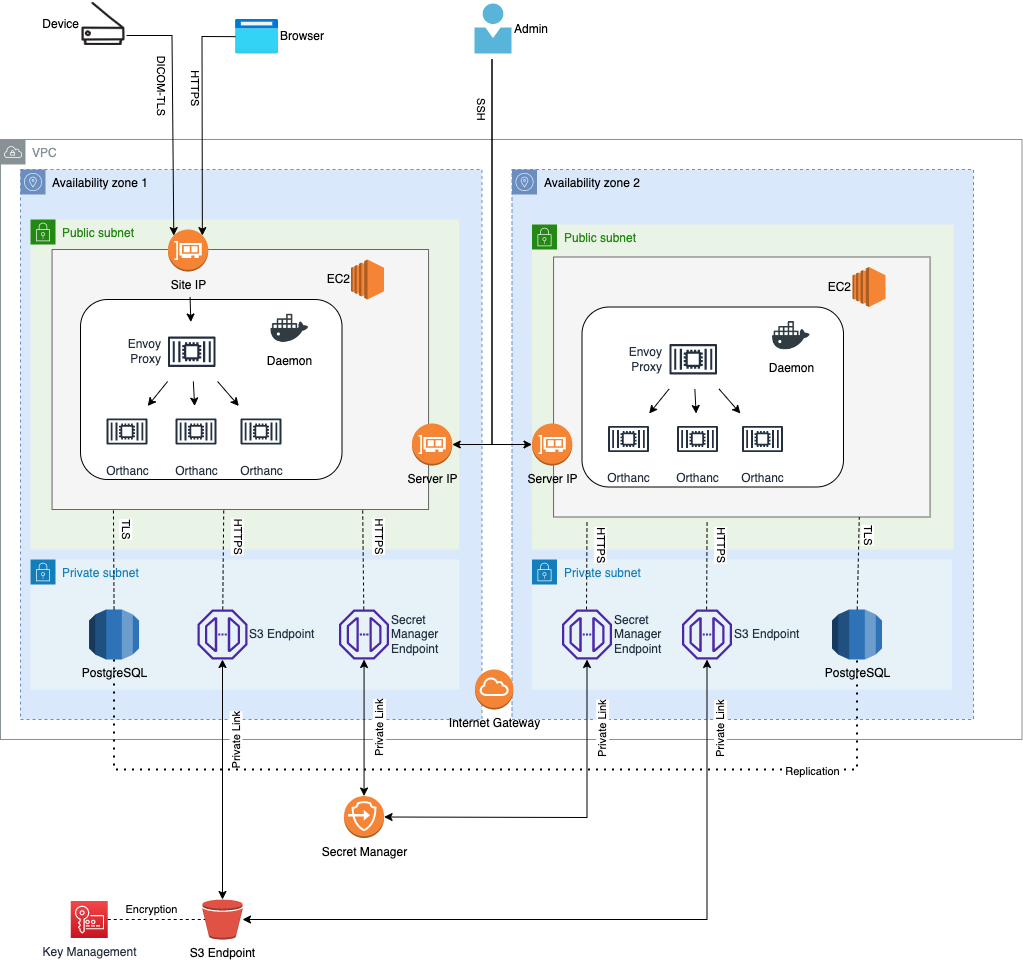 Device
Browser
Admin
DICOM-TLS
HTTPS
SSH
VPC
Availability zone 1
Availability zone 2
Public subnet
Public subnet
Site IP
EC2
EC2
Envoy
Proxy
Daemon
Envoy
Proxy
Daemon
Orthanc
Orthanc
Orthanc
Orthanc
Orthanc
Orthanc
Server IP
Server IP
TLS
HTTPS
HTTPS
HTTPS
HTTPS
TLS
Private subnet
Private subnet
PostgreSQL
S3 Endpoint
Secret
Manager
Endpoint
Secret
Manager
Endpoint
S3 Endpoint
PostgreSQL
Internet Gateway
Private Link
Private Link
Private Link
Private Link
Replication
Secret Manager
Encryption
Key Management
S3 Endpoint